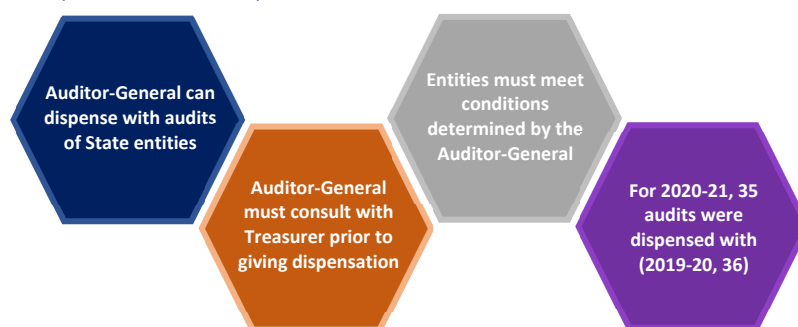 Auditor-General can
dispense with audits
of State entities
Auditor-General
must consult with
Treasurer prior to
giving dispensation
Entities must meet
conditions
determined by the
Auditor-General
For 2020-21, 35
audits were
dispensed with
(2019-20, 36)